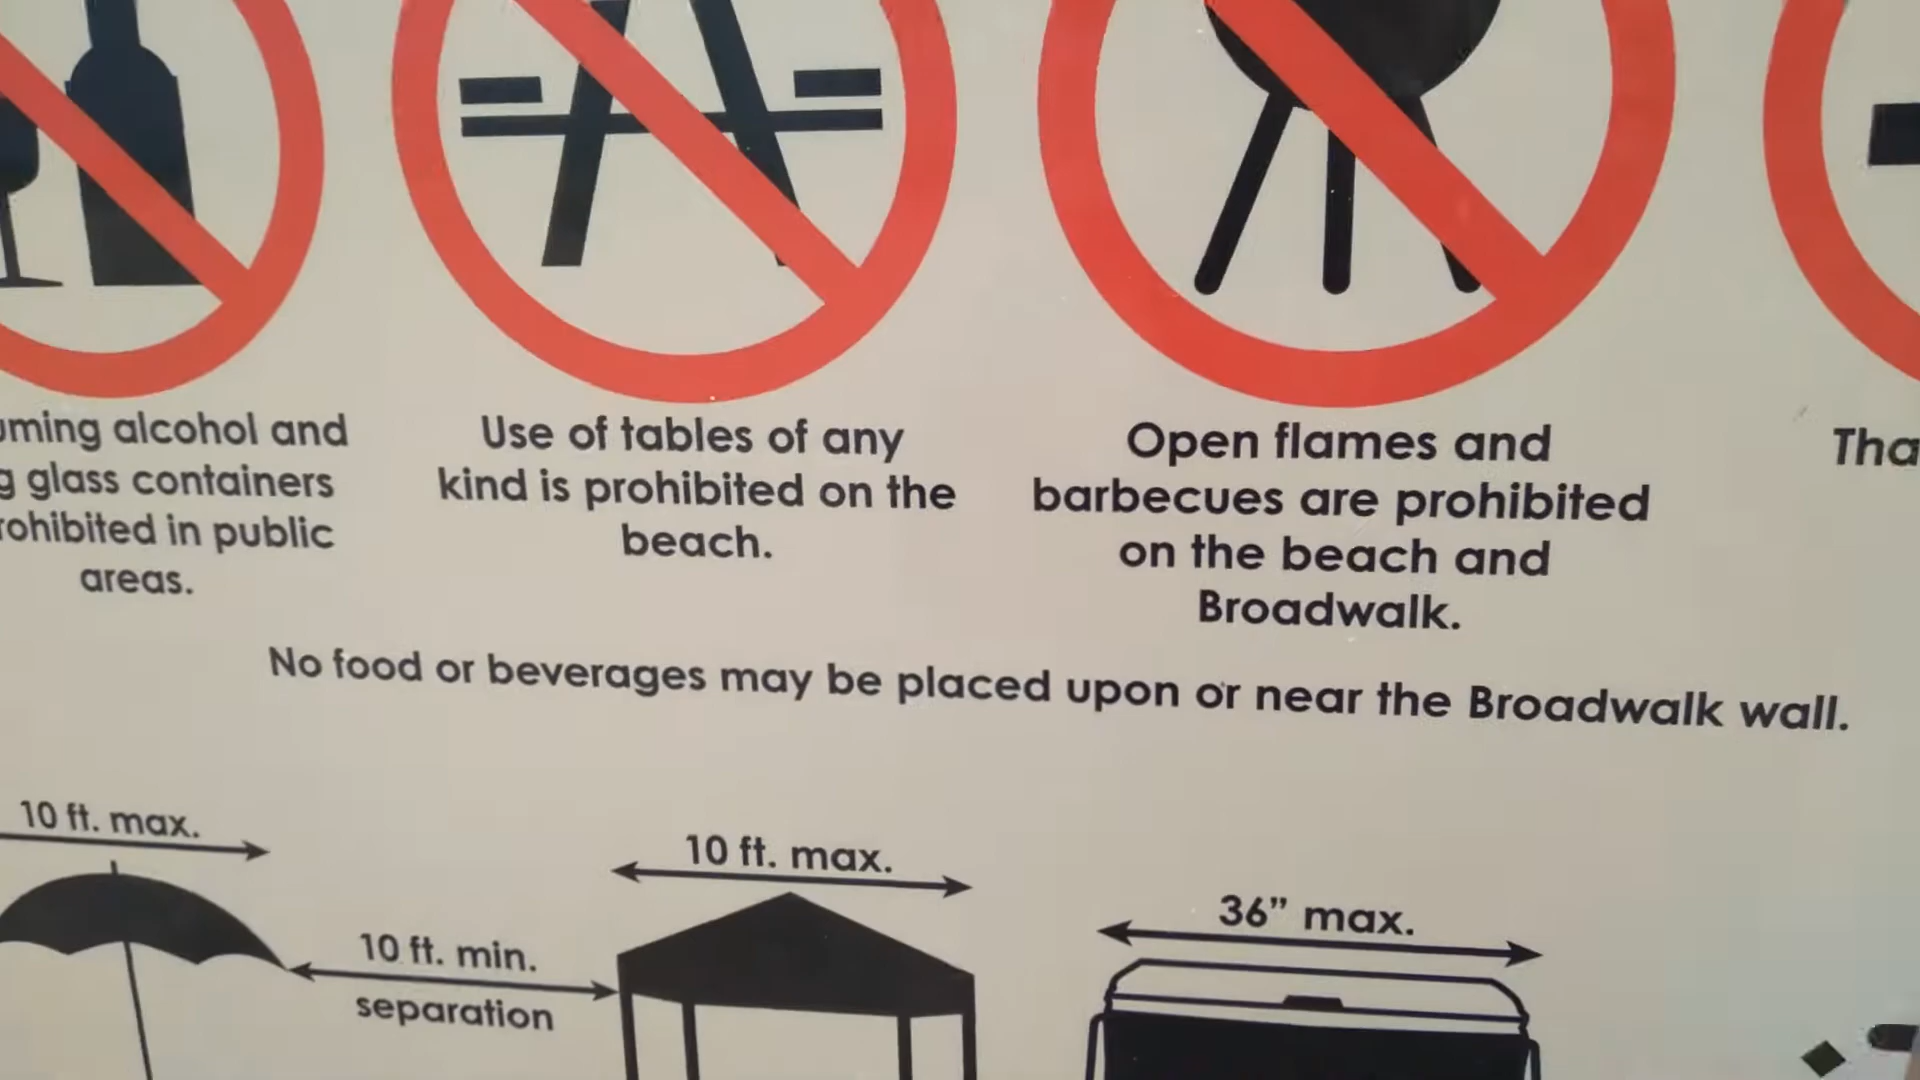 alcohol and
glass containers
in public
areas.
Use of tables of any
kind is prohibited on the
beach.
Open flames and
barbecues are prohibited
on the beach and
Broadwalk.
No food or beverages may be placed upon or near the Broadwalk wall.
10 ft. max.
10 ft. min.
separation
10 ft. max.
36” max.